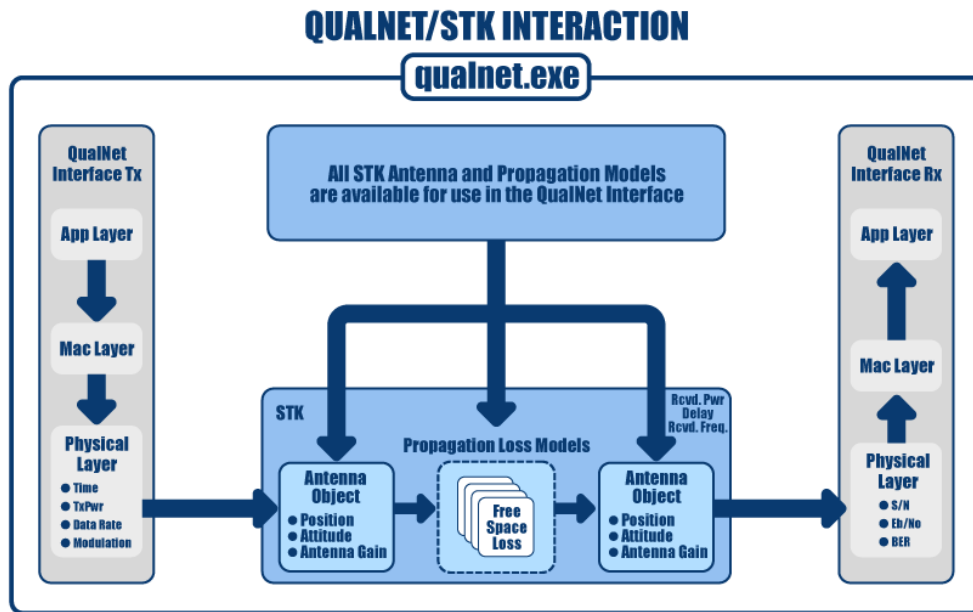 QUALNET/STK INTERACTION
qualnet.exe
QualNet
Interface Tx
App Layer
Mac Layer
Physical
Layer
Time
TxPwr
Data Rate
Modulation
All STK Antenna and Propagation Models
are available for use in the QualNet Interface
STK
Rcvd. Pwr
Delay
Rcvd. Freq.
Propagation Loss Models
Antenna
Object
Position
Attitude
Antenna Gain
Free
Space
Loss
Antenna
Object
Position
Attitude
Antenna Gain
QualNet
Interface Rx
App Layer
Mac Layer
Physical
Layer
S/N
Eb/No
BER